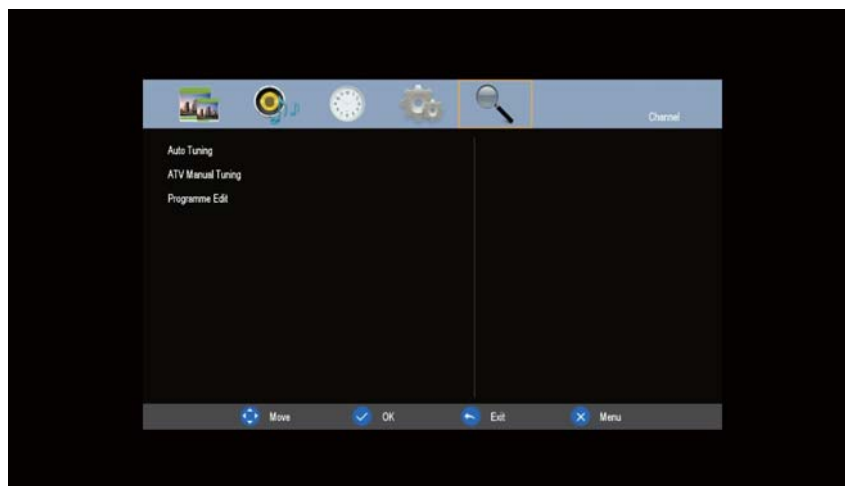 Channel
Auto Tuning
ATV Manual Tuning
Programme Edit
Move OK Exit Menu